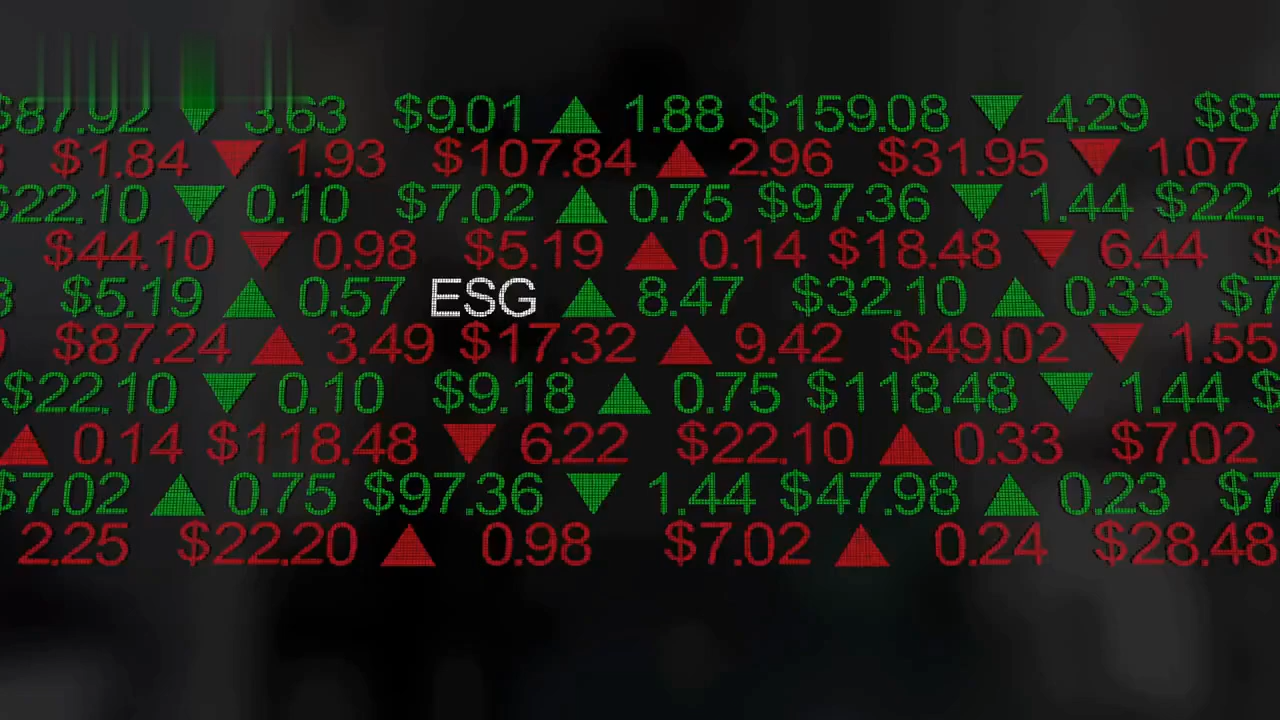 $87.92 ▼ 3.63 $9.01 ▲ 1.88 $159.08 ▼ 4.29 $87
$1.84 ▼ 1.93 $107.84 ▲ 2.96 $31.95 ▼ 1.07
$22.10 ▼ 0.10 $7.02 ▲ 0.75 $97.36 ▼ 1.44 $22.1
$44.10 ▼ 0.98 $5.19 ▲ 0.14 $18.48 ▼ 6.44 $
$5.19 ▲ 0.57 ESG ▲ 8.47 $32.10 ▲ 0.33 $7
$87.24 ▲ 3.49 $17.32 ▲ 9.42 $49.02 ▼ 1.55
$22.10 ▼ 0.10 $9.18 ▲ 0.75 $118.48 ▼ 1.44 $
▲ 0.14 $118.48 ▼ 6.22 $22.10 ▲ 0.33 $7.02
$7.02 ▲ 0.75 $97.36 ▼ 1.44 $47.98 ▲ 0.23 $7
2.25 $22.20 ▲ 0.98 $7.02 ▲ 0.24 $28.48